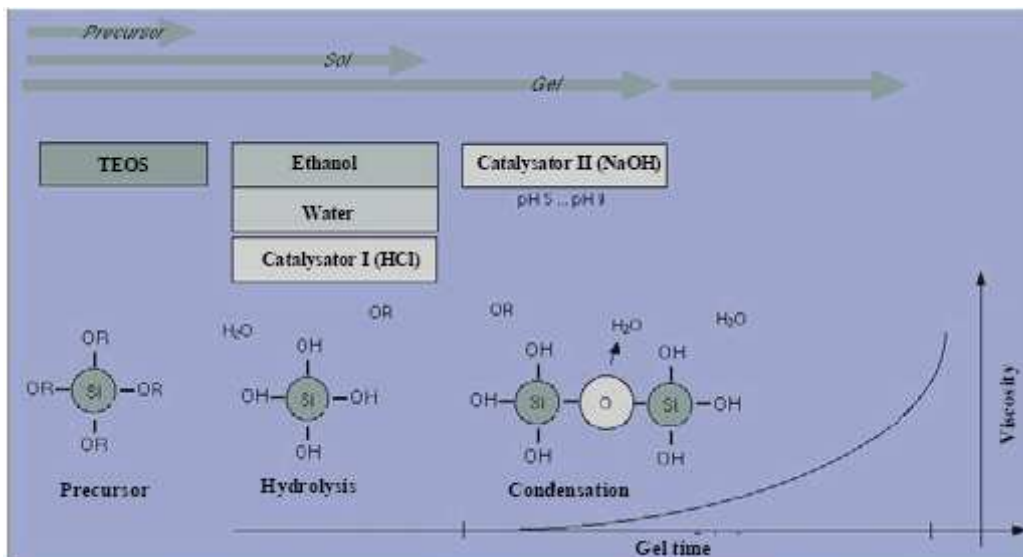 Precursor
Sol
Gel
TEOS
Ethanol
Catalysator II (NaOH)
pH 5 ... pH 9
Water
Catalysator I (HCl)
OR
OR
H₂O
H₂O
H₂O
OR
OH
OH
OH
OR
Si
OR
OH
Si
OH
OH
Si
O
Si
OH
OR
OH
OH
OH
Precursor
Hydrolysis
Condensation
Viscosity
Gel time